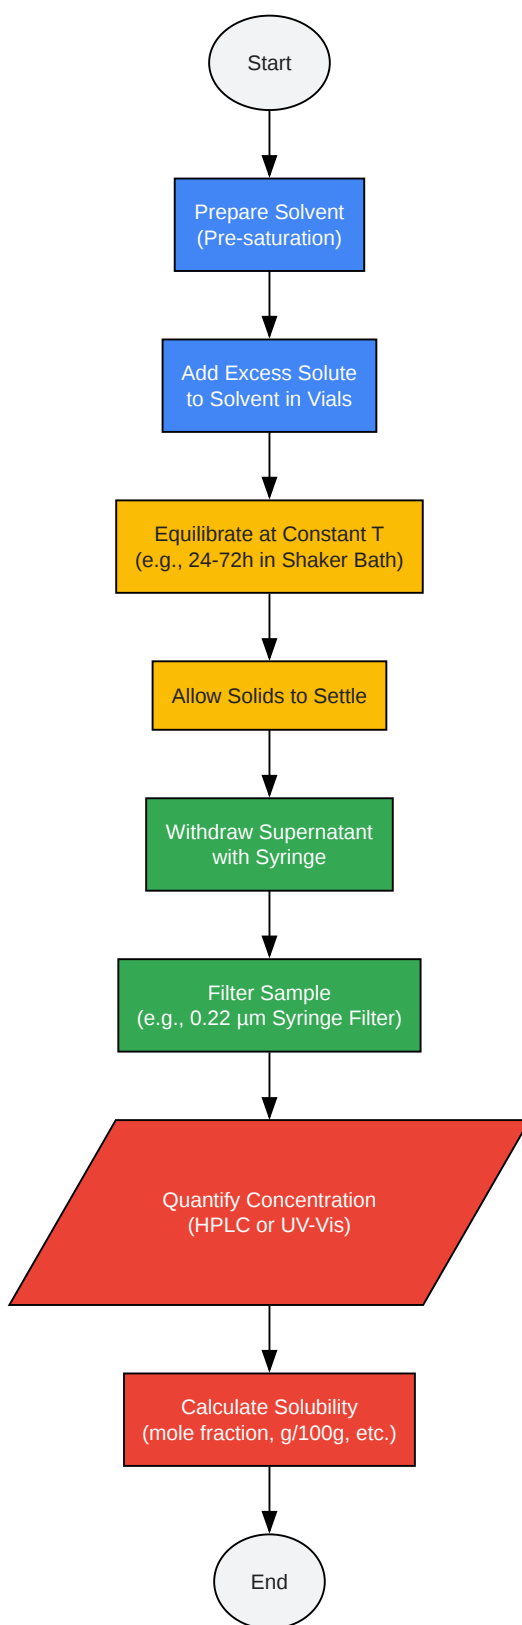 Start
Prepare Solvent
(Pre-saturation)
Add Excess Solute
to Solvent in Vials
Equilibrate at Constant T
(e.g., 24-72h in Shaker Bath)
Allow Solids to Settle
Withdraw Supernatant
with Syringe
Filter Sample
(e.g., 0.22 µm Syringe Filter)
Quantify Concentration
(HPLC or UV-Vis)
Calculate Solubility
(mole fraction, g/100g, etc.)
End